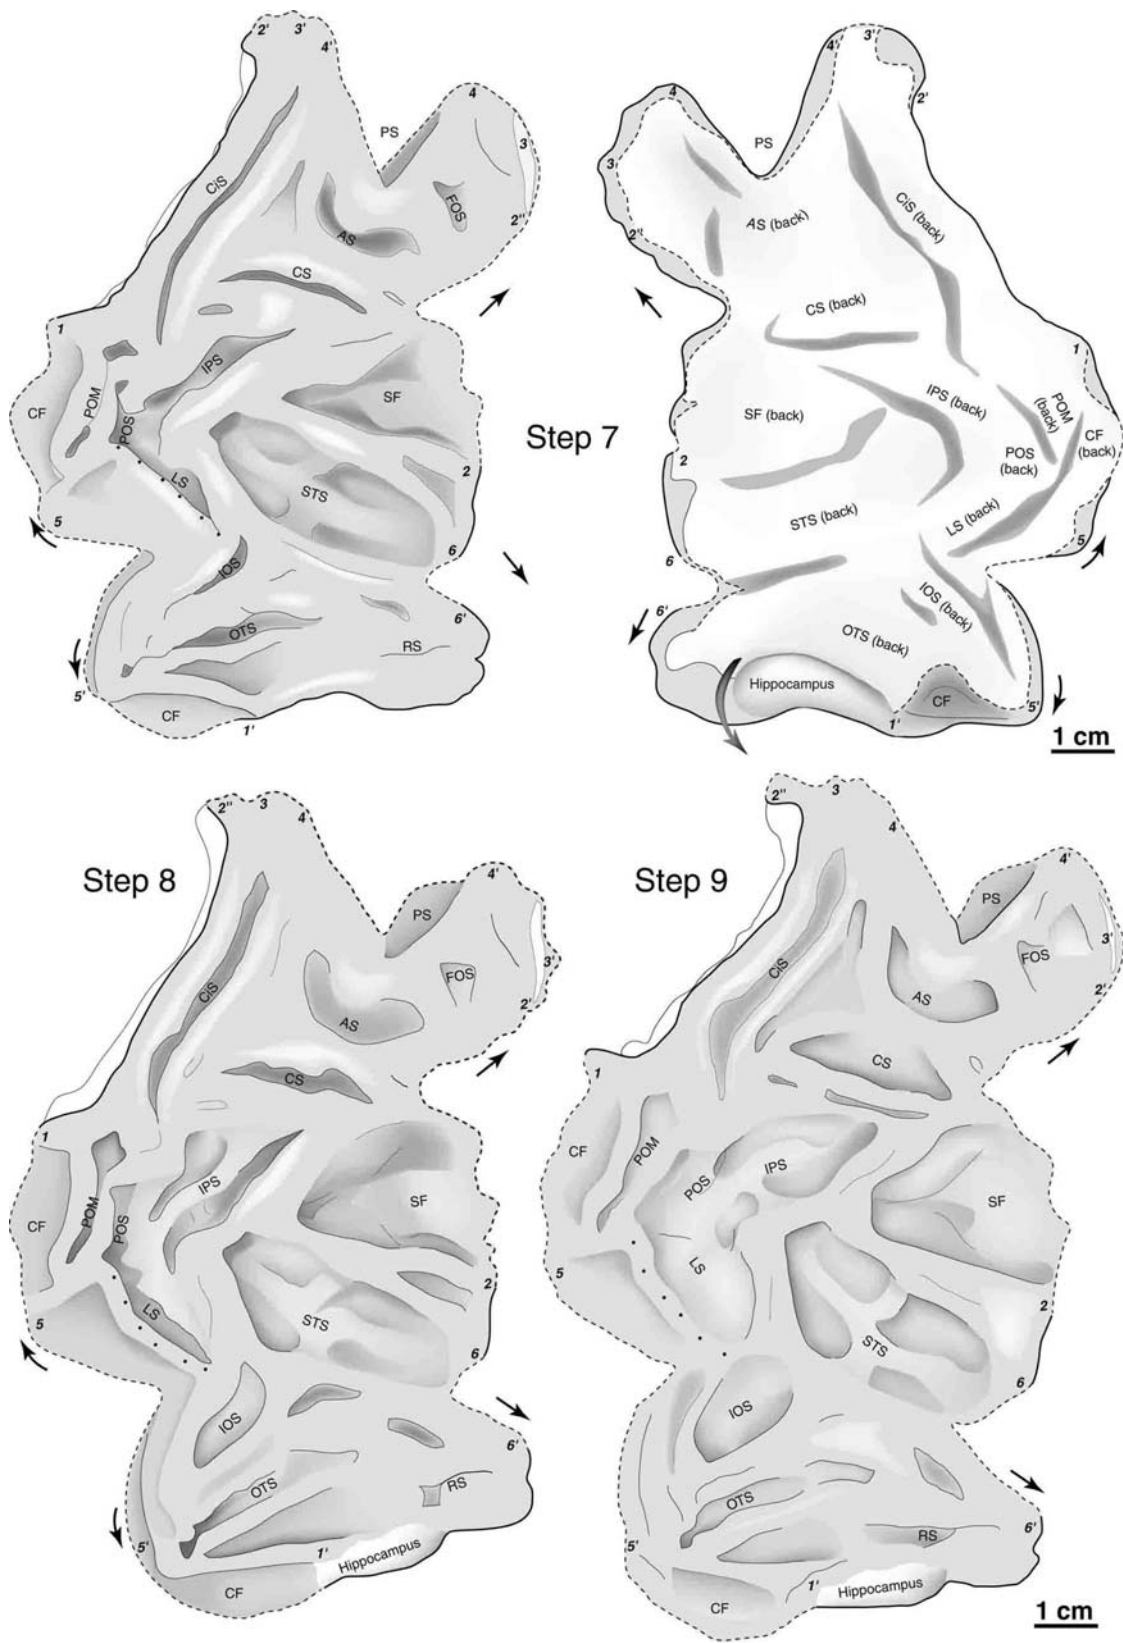 2' 3' 4'
4
PS
3
CiS
FOS
2''
AS
CS
1
IPS
CF
POM
POS
SF
LS
2
STS
5
IOS
6
6'
OTS
RS
5'
CF
1'
Step 7
4' 3'
2'
4
PS
3
CiS (back)
AS (back)
2''
CS (back)
1
IPS (back)
POM
(back)
SF (back)
CF
(back)
POS
(back)
2
LS (back)
STS (back)
5
6
IOS (back)
6'
OTS (back)
Hippocampus
CF
5'
1'
1 cm
Step 8
2'' 3
4
4'
PS
3'
CiS
FOS
2'
AS
CS
1
IPS
POM
CF
POS
SF
2
LS
STS
5
6
IOS
6'
OTS
RS
5'
1'
Hippocampus
CF
Step 9
2'' 3
4
4'
PS
3'
CiS
FOS
2'
AS
CS
1
POM
CF
IPS
POS
SF
LS
5
2
STS
6
IOS
OTS
RS
6'
5'
1'
Hippocampus
CF
1 cm